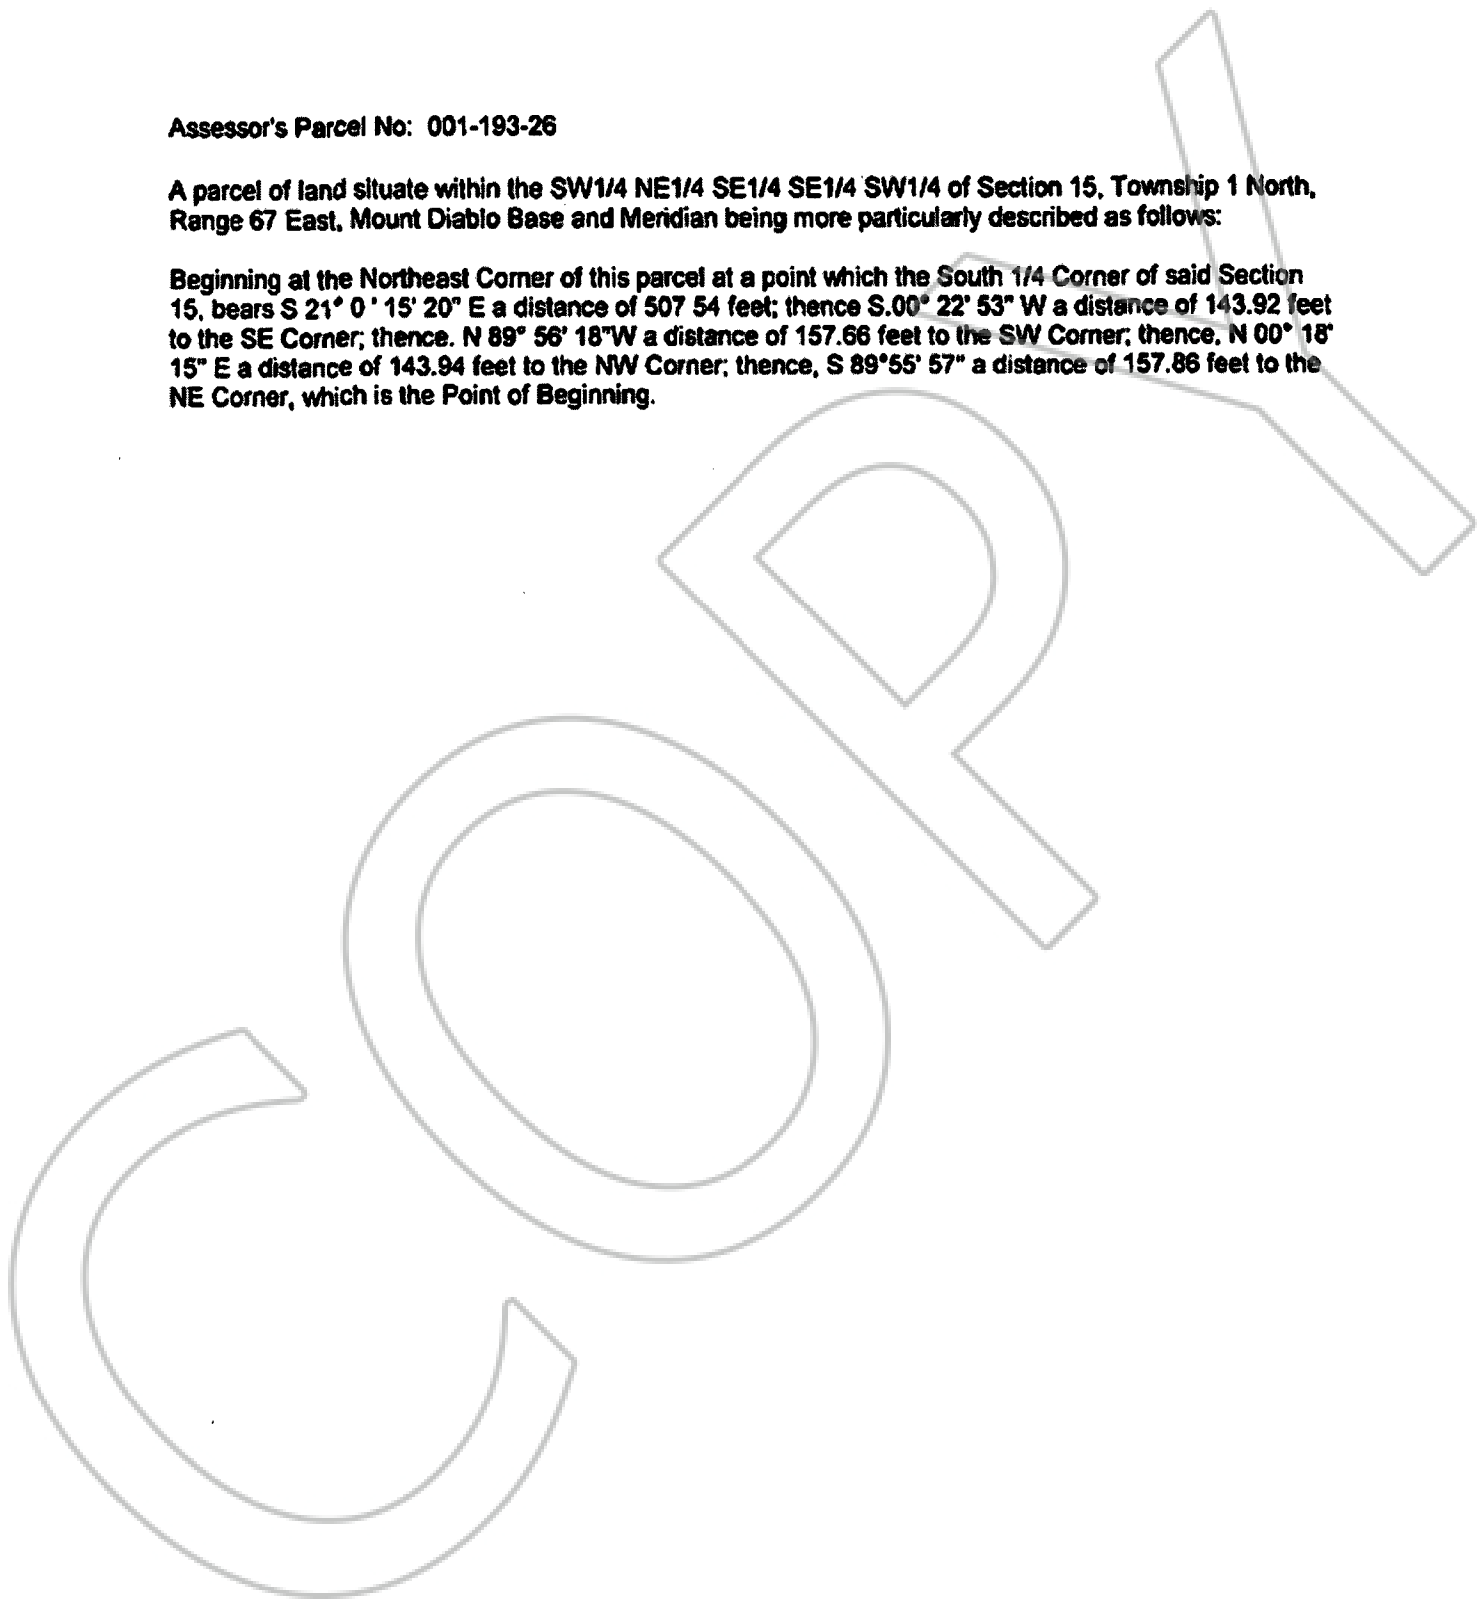 Assessor's Parcel No: 001-193-26
A parcel of land situate within the SW1/4 NE1/4 SE1/4 SE1/4 SW1/4 of Section 15, Township 1 North,
Range 67 East, Mount Diablo Base and Meridian being more particularly described as follows:
Beginning at the Northeast Corner of this parcel at a point which the South 1/4 Corner of said Section
15, bears S 21° 0 ' 15' 20" E a distance of 507 54 feet; thence S.00° 22' 53" W a distance of 143.92 feet
to the SE Corner; thence. N 89° 56' 18"W a distance of 157.66 feet to the SW Corner; thence, N 00° 18'
15" E a distance of 143.94 feet to the NW Corner; thence, S 89°55' 57" a distance of 157.86 feet to the
NE Corner, which is the Point of Beginning.
COPY